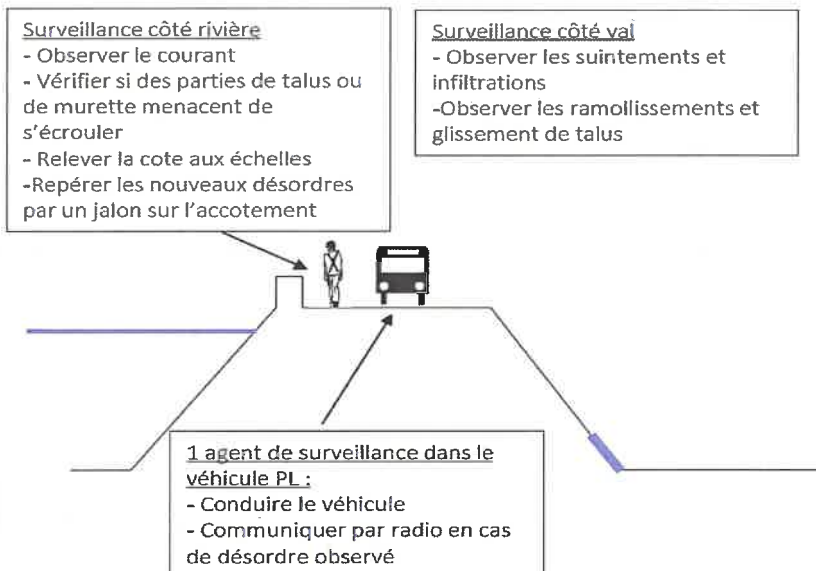 Surveillance côté rivière
- Observer le courant
- Vérifier si des parties de talus ou
de murette menacent de
s'écrouler
- Relever la cote aux échelles
-Repérer les nouveaux désordres
par un jalon sur l'accotement
Surveillance côté val
- Observer les suintements et
infiltrations
-Observer les ramollissements et
glissement de talus
1 agent de surveillance dans le
véhicule PL :
- Conduire le véhicule
- Communiquer par radio en cas
de désordre observé